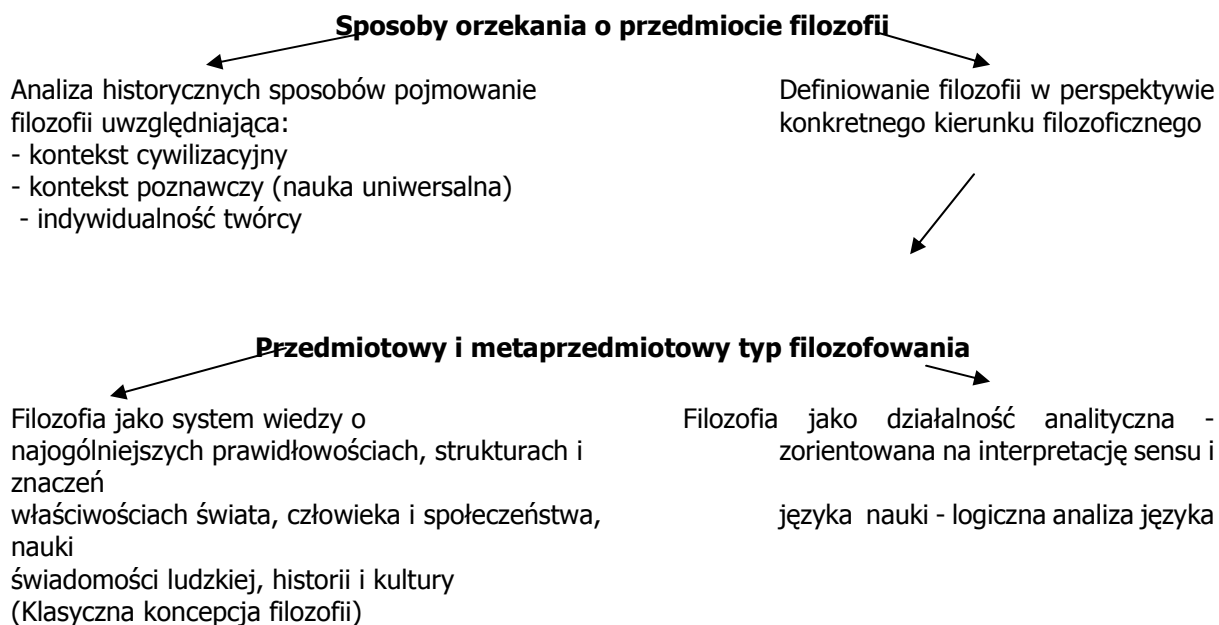 Sposoby orzekania o przedmiocie filozofii
Analiza historycznych sposobów pojmowanie
filozofii uwzględniająca:
- kontekst cywilizacyjny
- kontekst poznawczy (nauka uniwersalna)
- indywidualność twórcy
Definiowanie filozofii w perspektywie
konkretnego kierunku filozoficznego
Przedmiotowy i metaprzedmiotowy typ filozofowania
Filozofia jako system wiedzy o
najogólniejszych prawidłowościach, strukturach i
znaczeń
właściwościach świata, człowieka i społeczeństwa,
nauki
świadomości ludzkiej, historii i kultury
(Klasyczna koncepcja filozofii)
Filozofia jako działalność analityczna -
zorientowana na interpretację sensu i
języka nauki - logiczna analiza języka